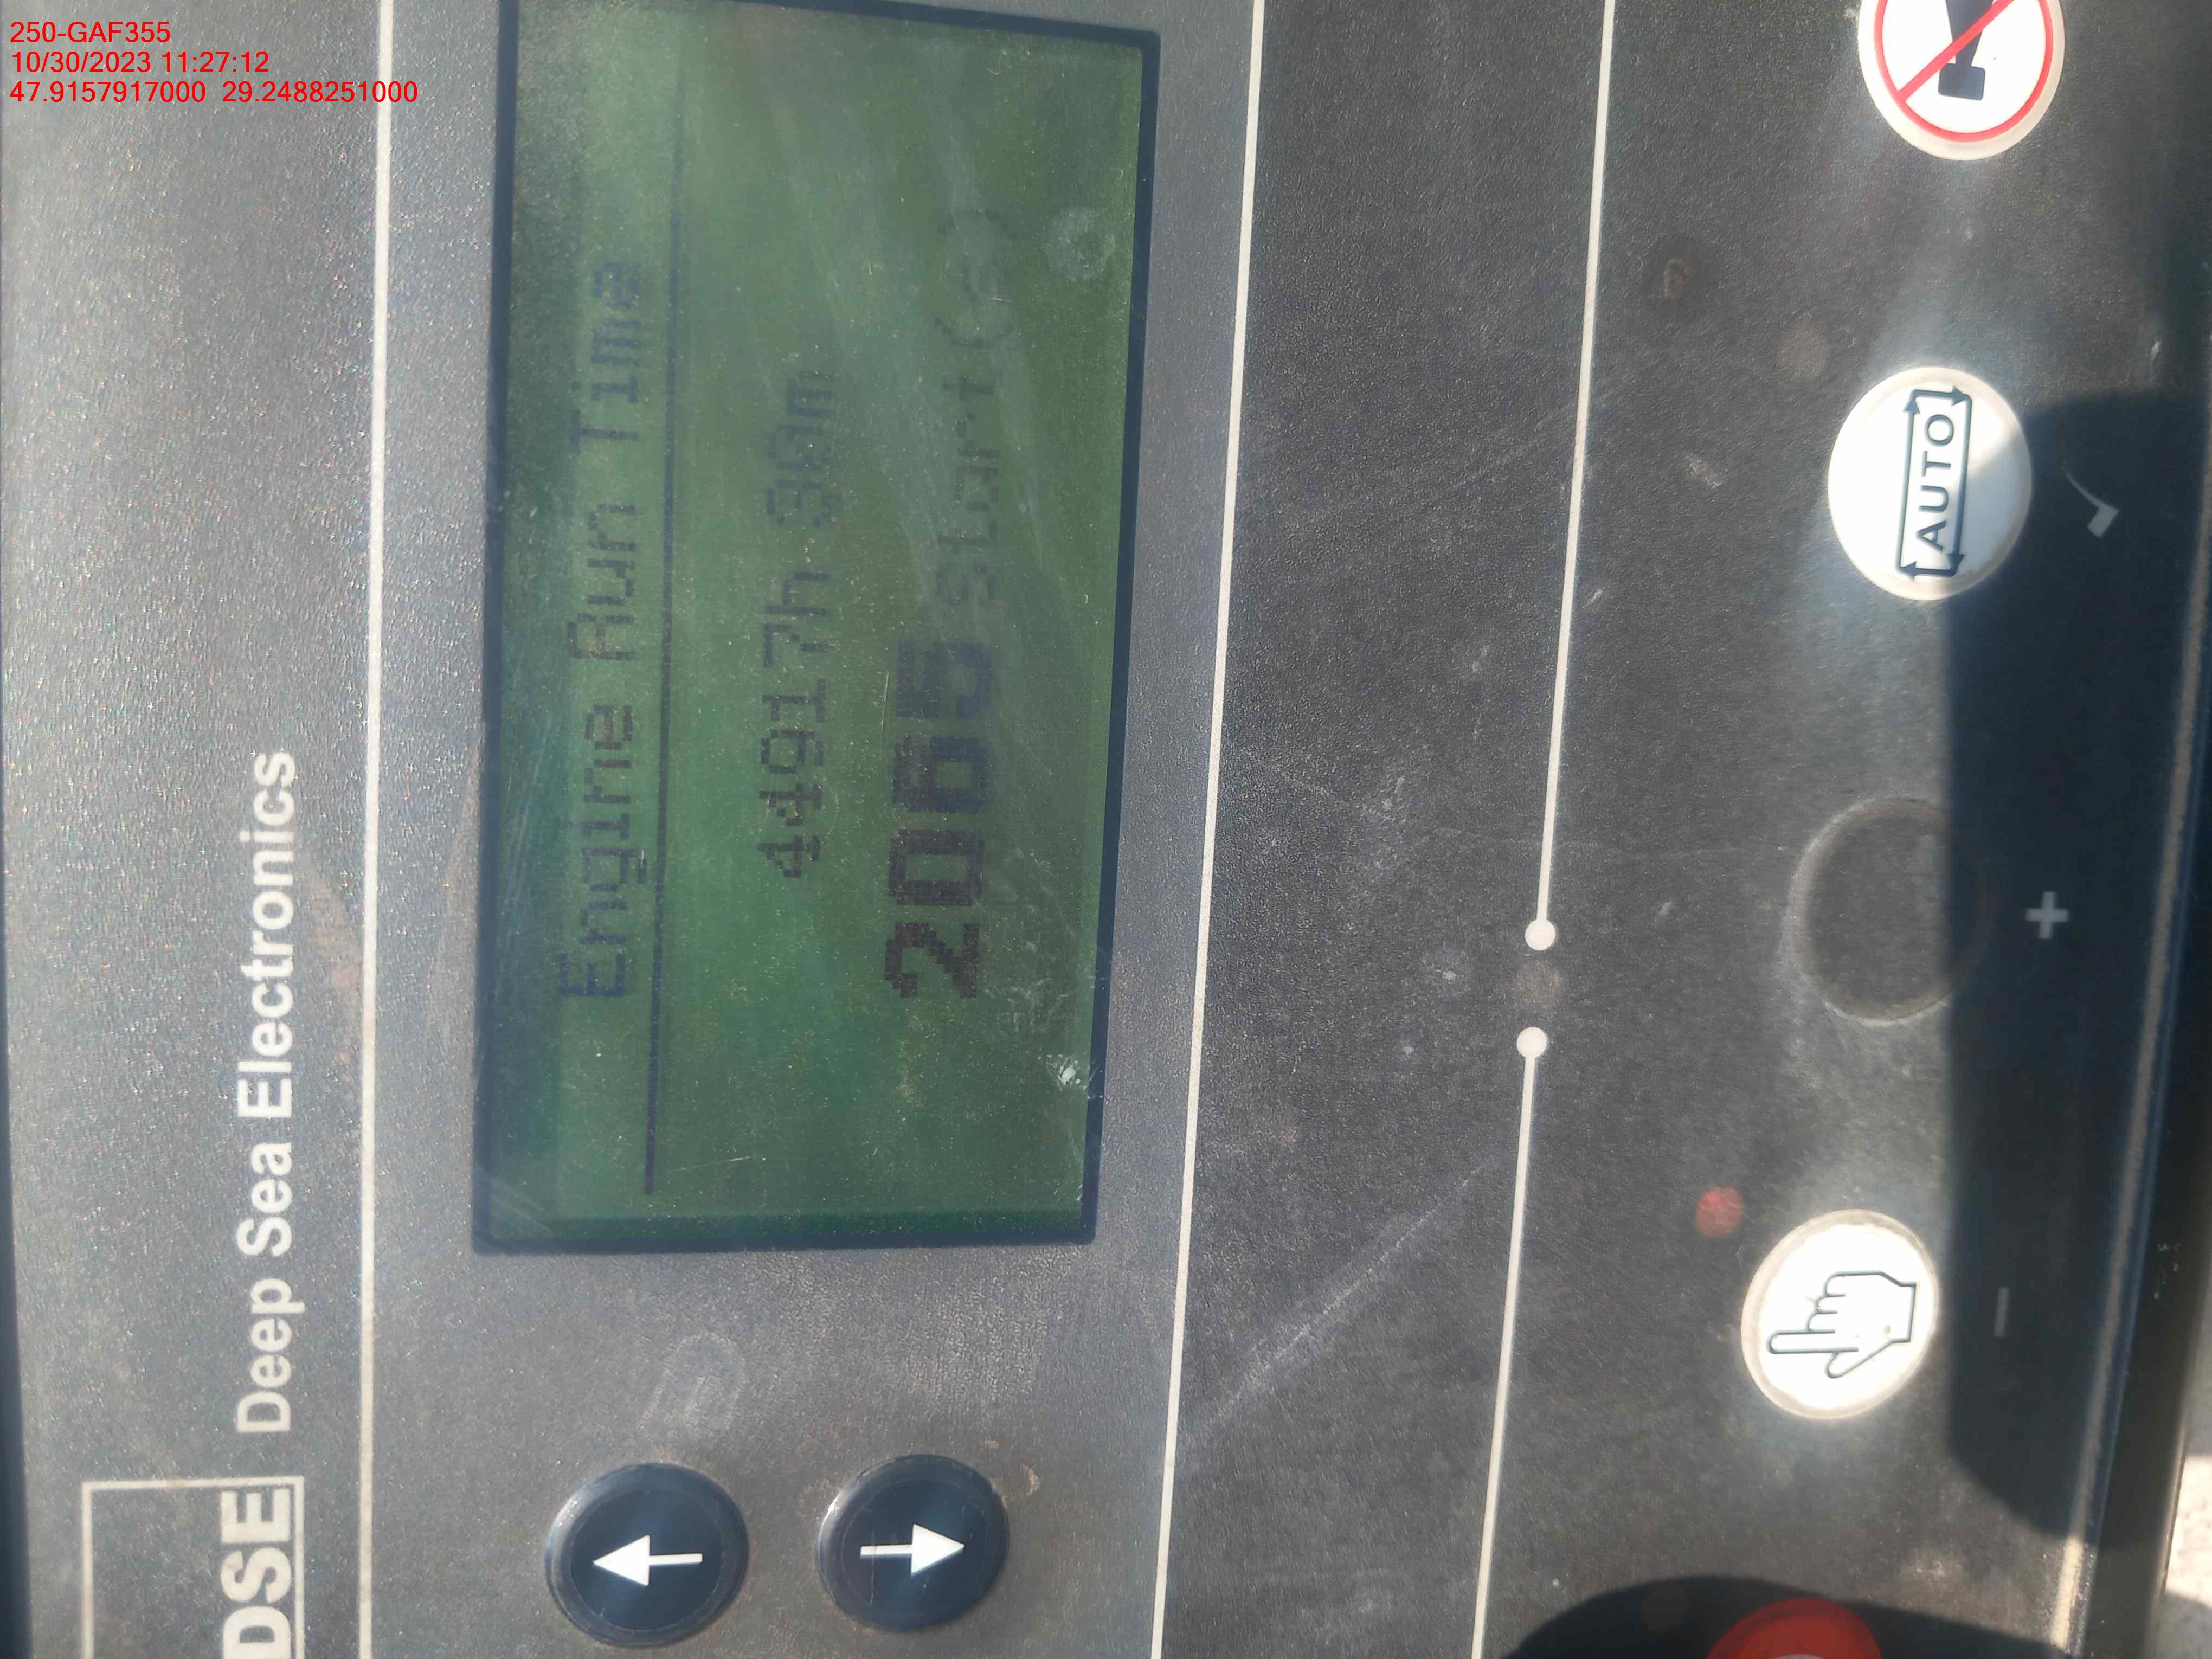 250-GAF355
10/30/2023 11:27:12
47.9157917000 29.2488251000
DSE Deep Sea Electronics
Engine Run Time
44917h
2065 Start(s)
AUTO
+